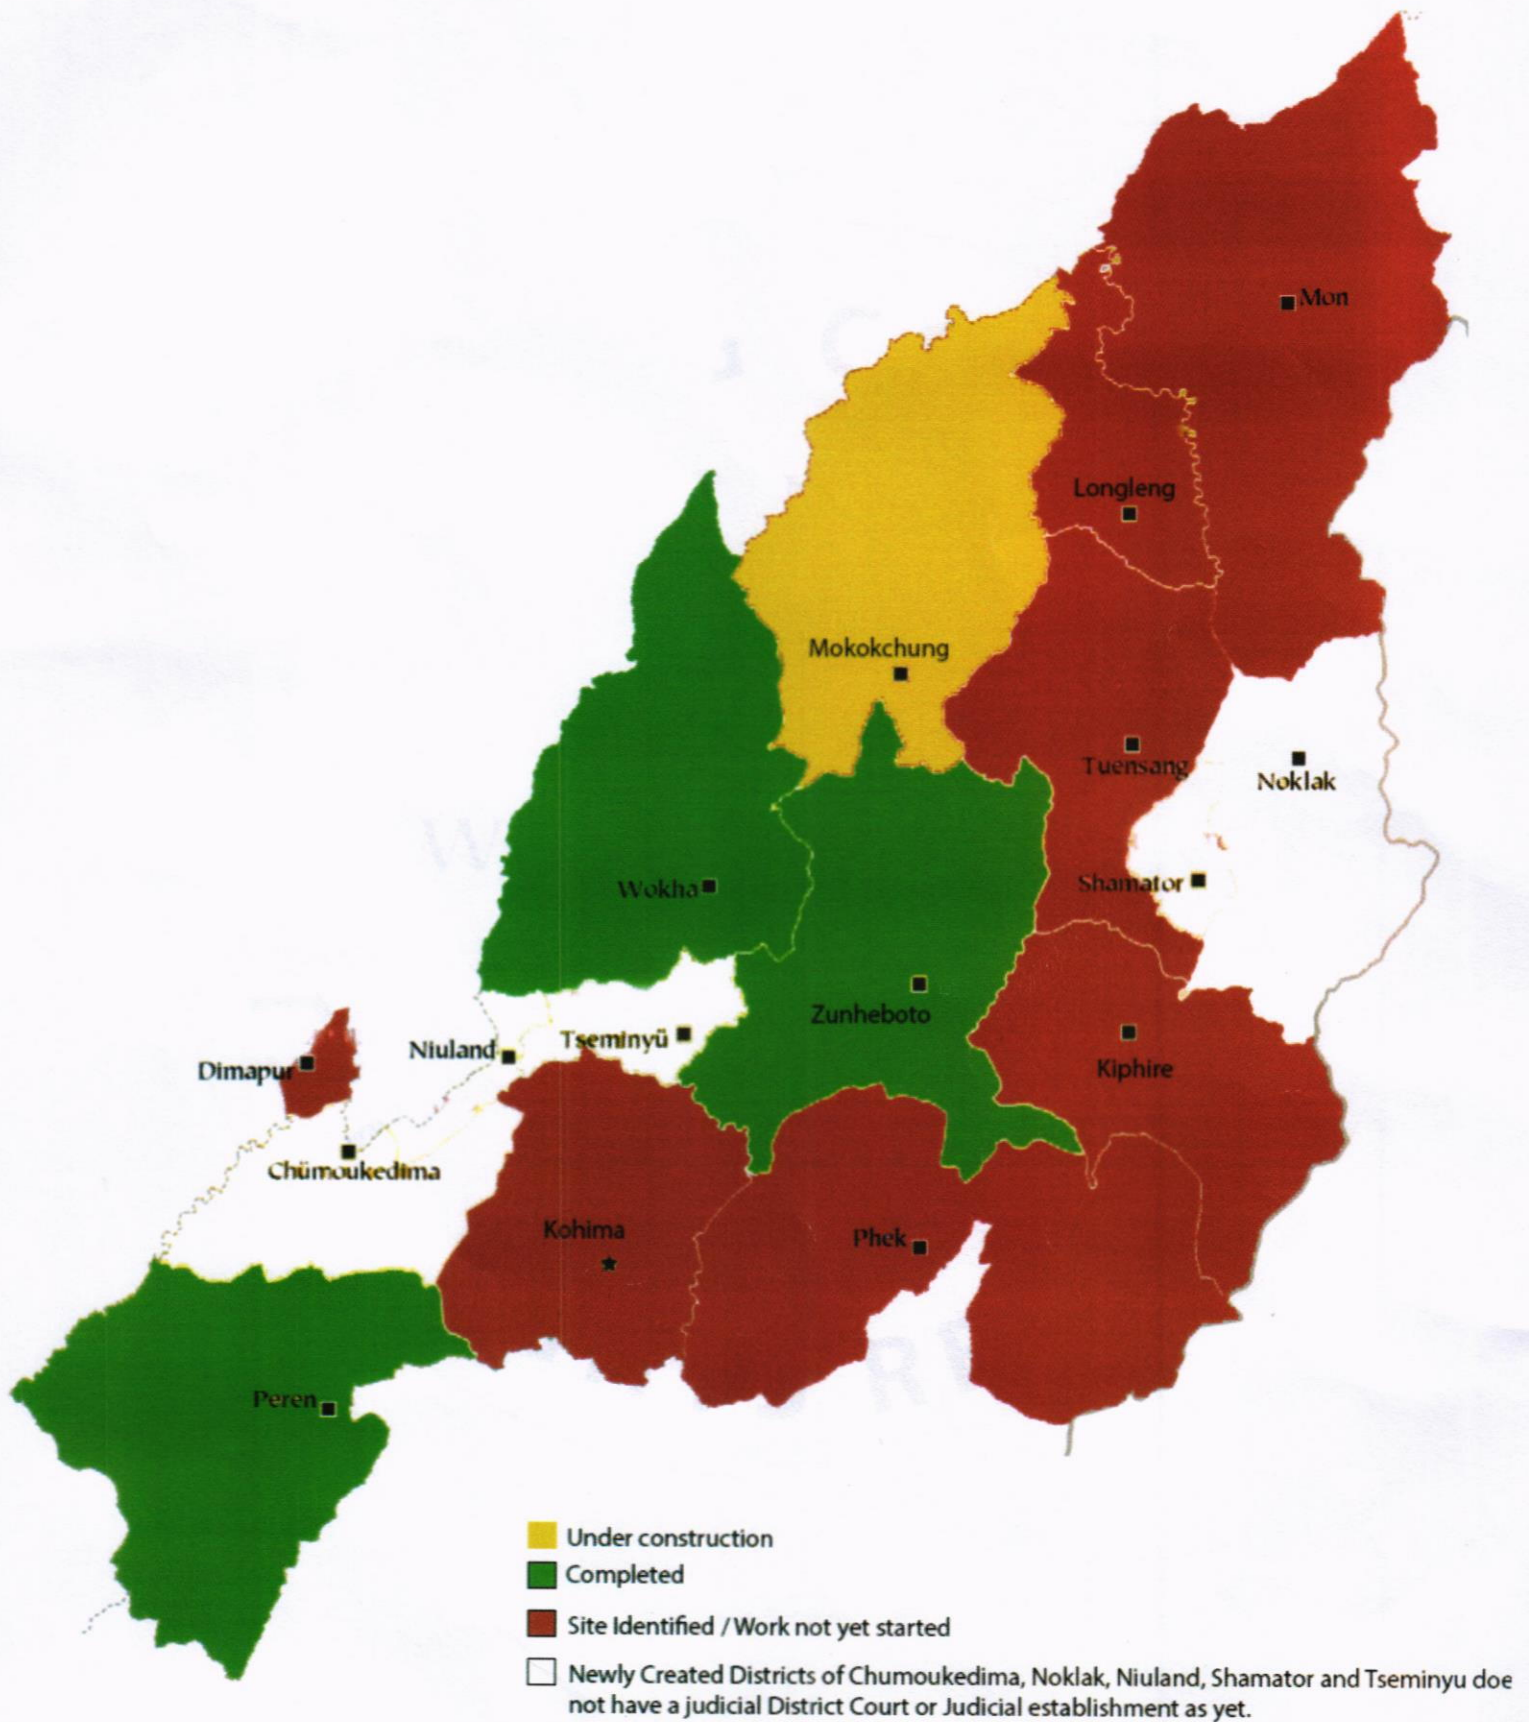 Mon
Longleng
Mokokchung
Tuensang
Noklak
Wokha
Shamator
Zunheboto
Tseminyü
Niuland
Dimapur
Kiphire
Chümoukedima
Kohima
Phek
Peren
Under construction
Completed
Site Identified / Work not yet started
Newly Created Districts of Chumoukedima, Noklak, Niuland, Shamator and Tseminyu doe
not have a judicial District Court or Judicial establishment as yet.